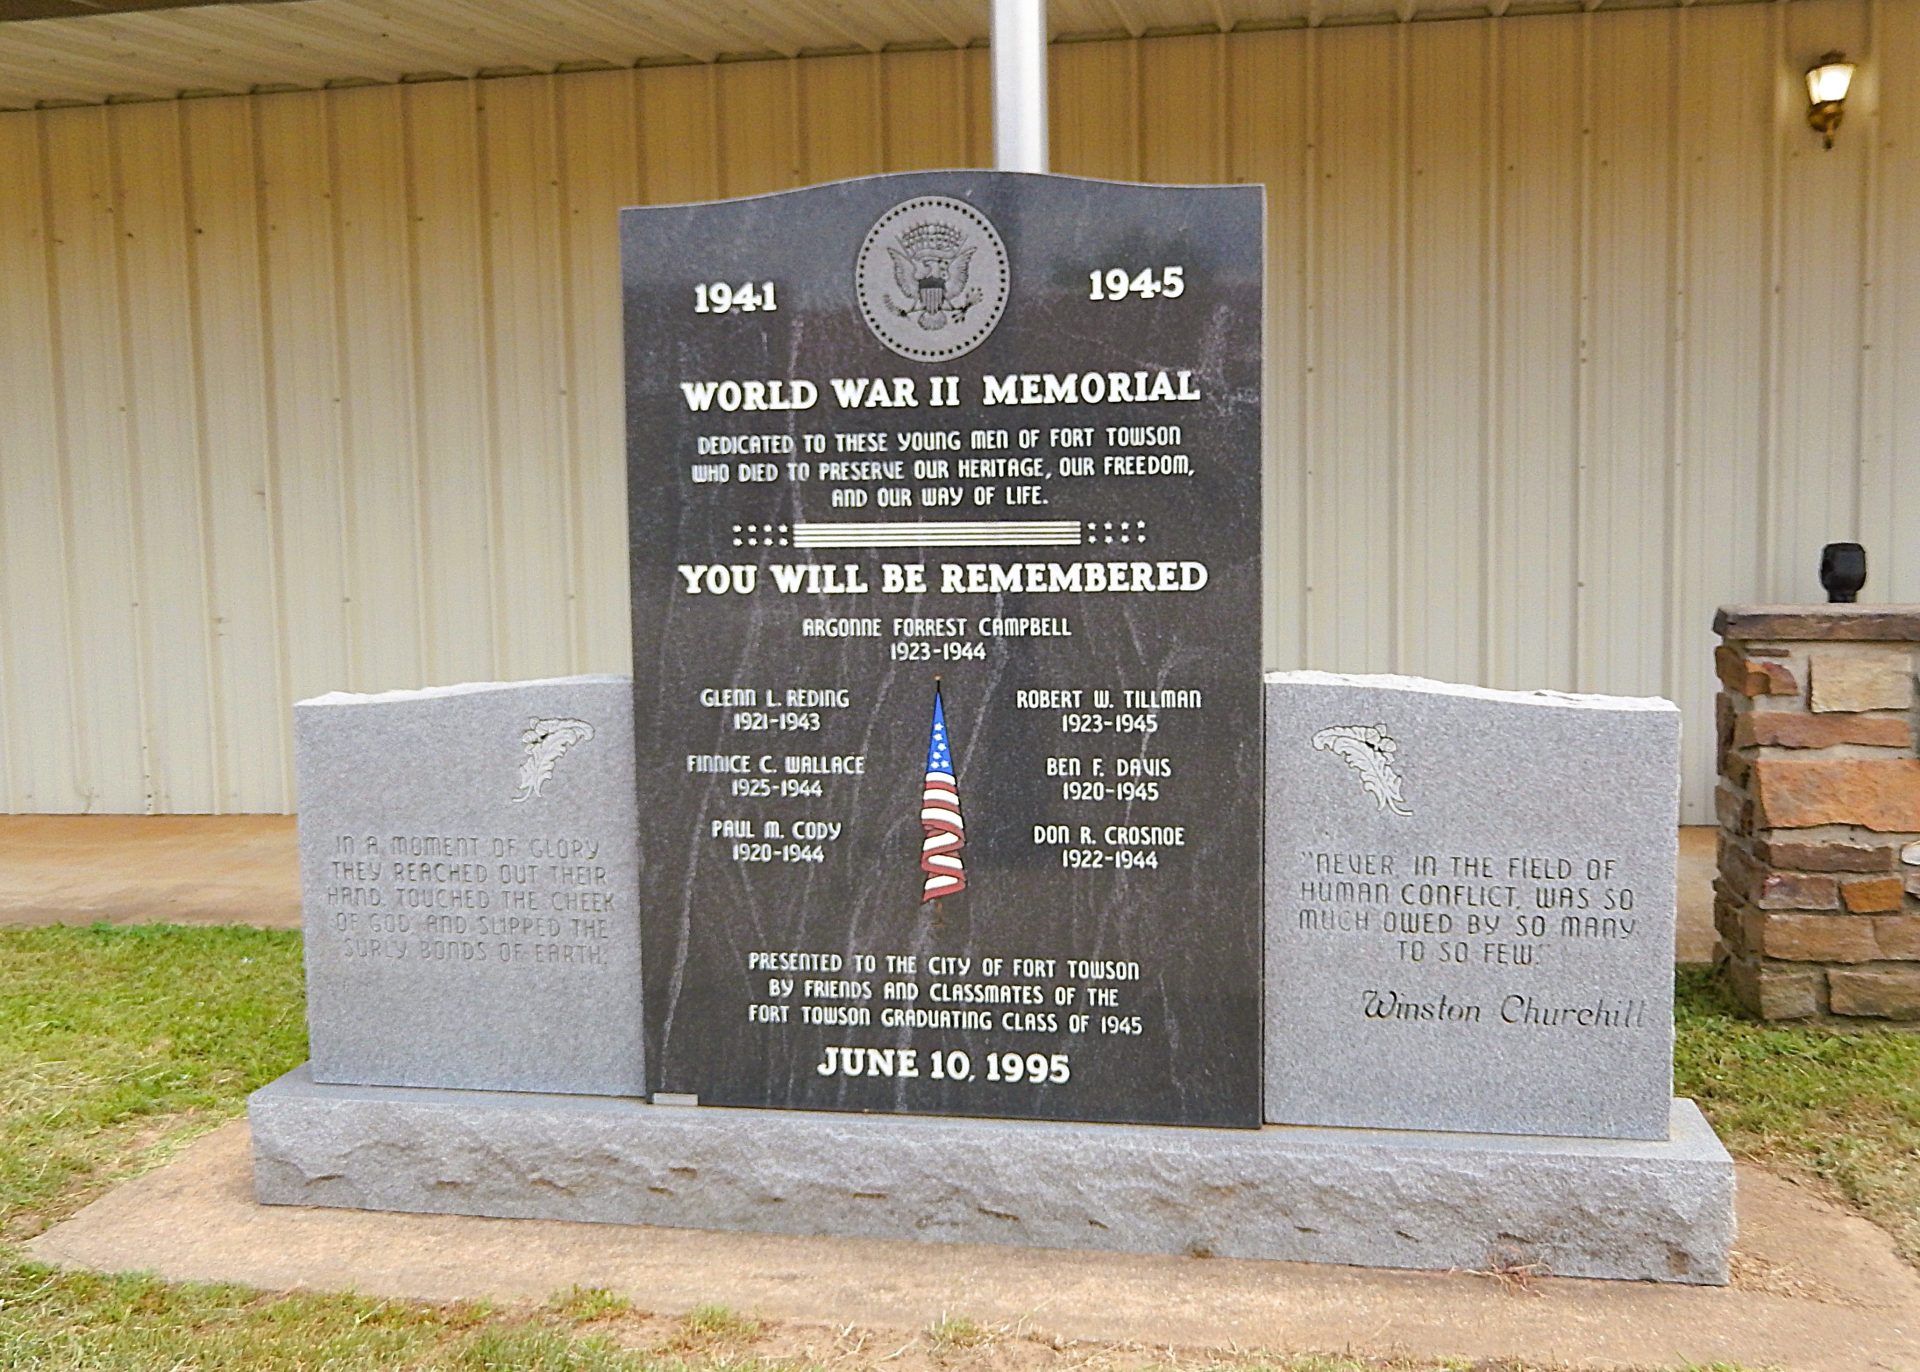 1941
1945
WORLD WAR II MEMORIAL
DEDICATED TO THESE YOUNG MEN OF FORT TOWSON
WHO DIED TO PRESERVE OUR HERITAGE, OUR FREEDOM,
AND OUR WAY OF LIFE.
YOU WILL BE REMEMBERED
ARGONNE FORREST CAMPBELL
1923-1944
GLENN L. REDING
1921-1943
FINNICE C. WALLACE
1925-1944
PAUL M. CODY
1920-1944
ROBERT W. TILLMAN
1923-1945
BEN F. DAVIS
1920-1945
DON R. CROSNOE
1922-1944
PRESENTED TO THE CITY OF FORT TOWSON
BY FRIENDS AND CLASSMATES OF THE
FORT TOWSON GRADUATING CLASS OF 1945
JUNE 10, 1995
IN A MOMENT OF GLORY
THEY REACHED OUT THEIR
HAND, TOUCHED THE CHEEK
OF GOD, AND SLIPPED THE
"SURLY BONDS OF EARTH."
"NEVER, IN THE FIELD OF
HUMAN CONFLICT, WAS SO
MUCH OWED BY SO MANY
TO SO FEW."
Winston Churchill